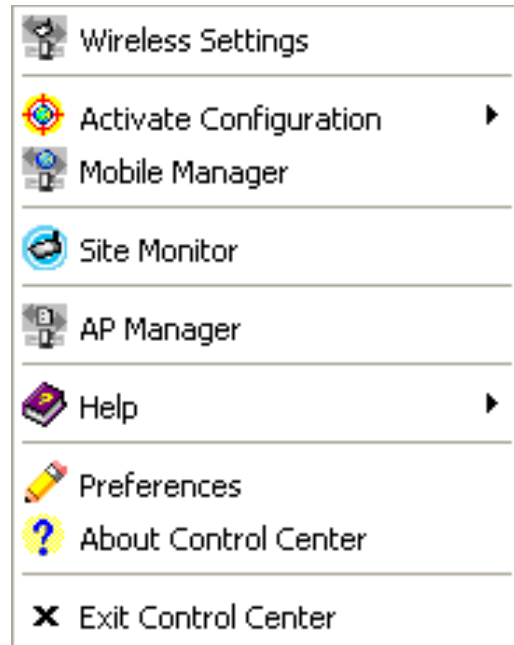 Wireless Settings
Activate Configuration
Mobile Manager
Site Monitor
AP Manager
Help
Preferences
About Control Center
Exit Control Center